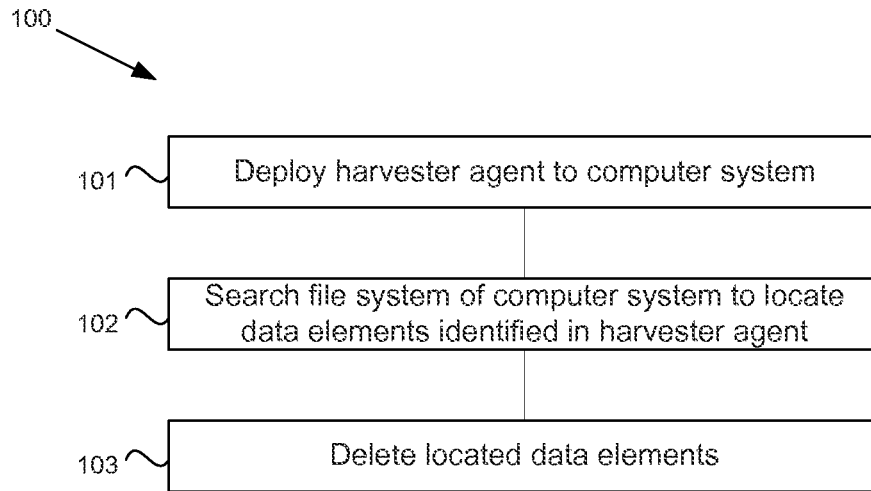 100
101
Deploy harvester agent to computer system
102
Search file system of computer system to locate
data elements identified in harvester agent
103
Delete located data elements